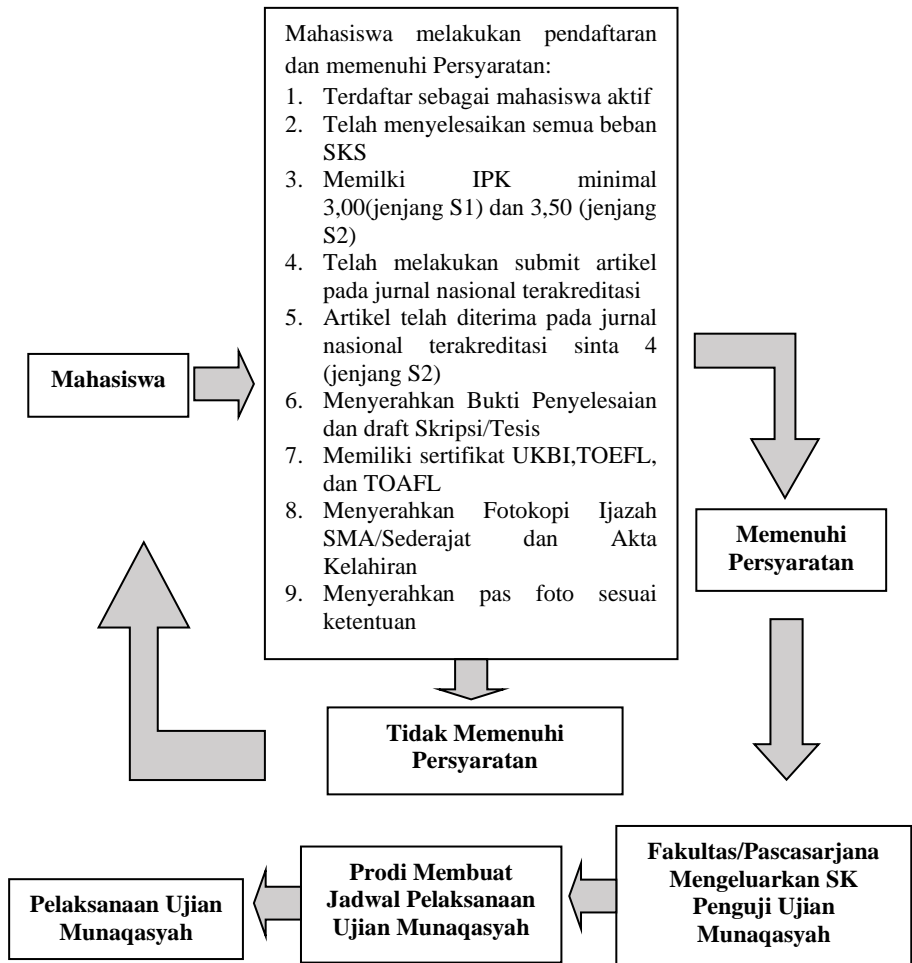 Mahasiswa melakukan pendaftaran
dan memenuhi Persyaratan:
1. Terdaftar sebagai mahasiswa aktif
2. Telah menyelesaikan semua beban
SKS
3. Memilki IPK minimal
3,00(jenjang S1) dan 3,50 (jenjang
S2)
4. Telah melakukan submit artikel
pada jurnal nasional terakreditasi
5. Artikel telah diterima pada jurnal
nasional terakreditasi sinta 4
(jenjang S2)
6. Menyerahkan Bukti Penyelesaian
dan draft Skripsi/Tesis
7. Memiliki sertifikat UKBI,TOEFL,
dan TOAFL
8. Menyerahkan Fotokopi Ijazah
SMA/Sederajat dan Akta
Kelahiran
9. Menyerahkan pas foto sesuai
ketentuan
Mahasiswa
Memenuhi
Persyaratan
Tidak Memenuhi
Persyaratan
Fakultas/Pascasarjana
Mengeluarkan SK
Penguji Ujian
Munaqasyah
Prodi Membuat
Jadwal Pelaksanaan
Ujian Munaqasyah
Pelaksanaan Ujian
Munaqasyah